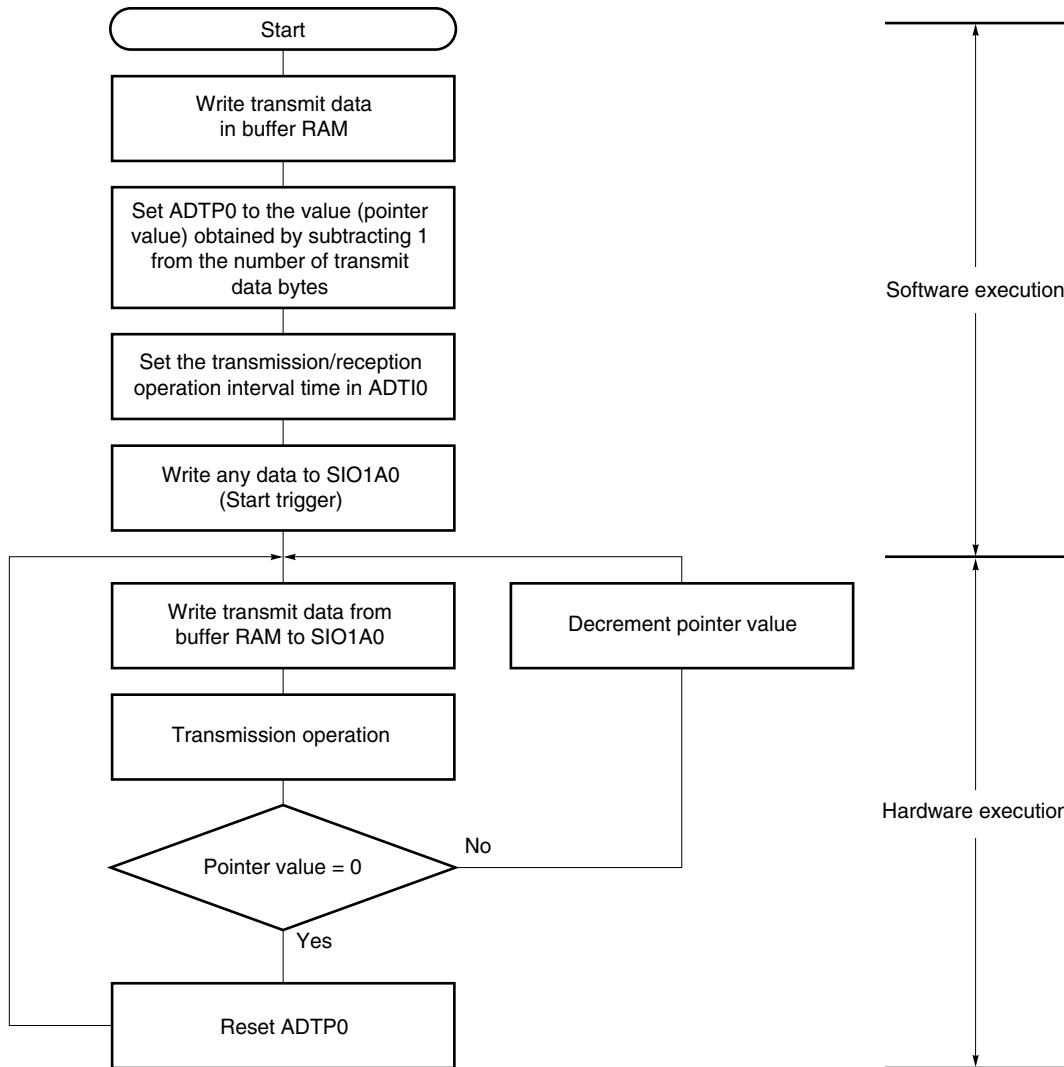 Start
Write transmit data
in buffer RAM
Set ADTP0 to the value (pointer
value) obtained by subtracting 1
from the number of transmit
data bytes
Software execution
Set the transmission/reception
operation interval time in ADTI0
Write any data to SIO1A0
(Start trigger)
Write transmit data from
buffer RAM to SIO1A0
Decrement pointer value
Transmission operation
Hardware execution
Pointer value = 0
No
Yes
Reset ADTP0